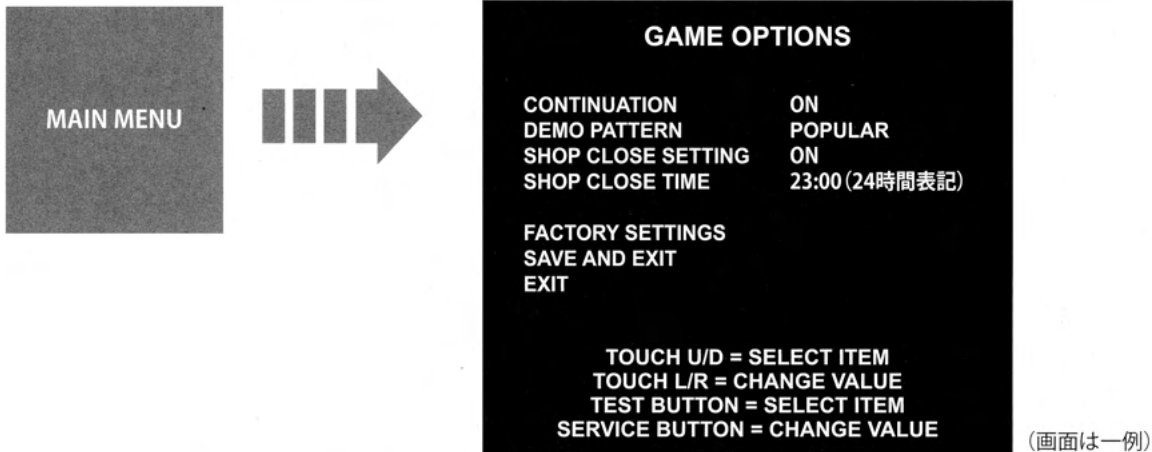 MAIN MENU
GAME OPTIONS
CONTINUATION ON
DEMO PATTERN POPULAR
SHOP CLOSE SETTING ON
SHOP CLOSE TIME 23:00(24時間表記)
FACTORY SETTINGS
SAVE AND EXIT
EXIT
TOUCH U/D = SELECT ITEM
TOUCH L/R = CHANGE VALUE
TEST BUTTON = SELECT ITEM
SERVICE BUTTON = CHANGE VALUE
(画面は一例)